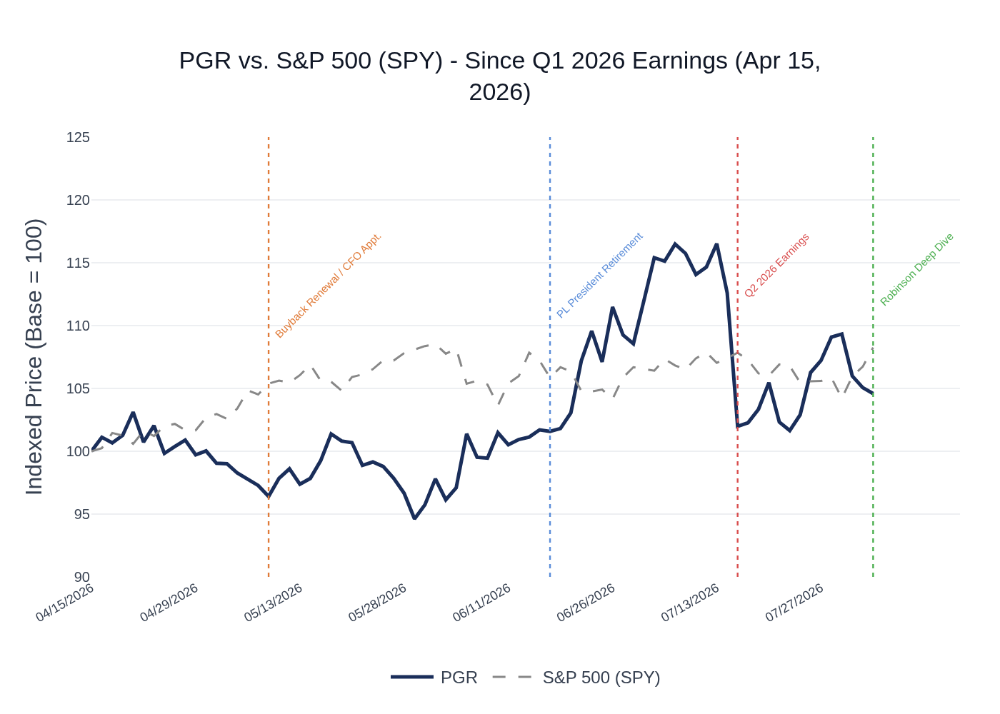 PGR vs. S&P 500 (SPY) - Since Q1 2026 Earnings (Apr 15,
2026)
Indexed Price (Base = 100)
125
120
115
110
105
100
95
90
Buyback Renewal / CFO Appt.
PL President Retirement
Q2 2026 Earnings
Robinson Deep Dive
04/15/2026
04/29/2026
05/13/2026
05/28/2026
06/11/2026
06/26/2026
07/13/2026
07/27/2026
PGR
S&P 500 (SPY)